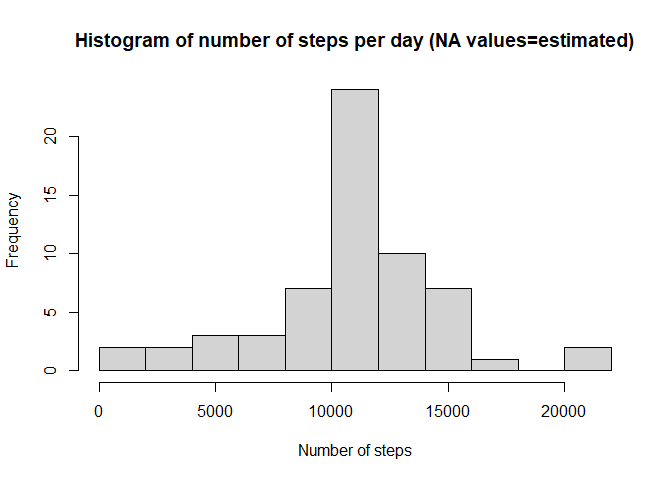 Histogram of number of steps per day (NA values=estimated)
Frequency
20
15
10
5
0
0 5000 10000 15000 20000
Number of steps